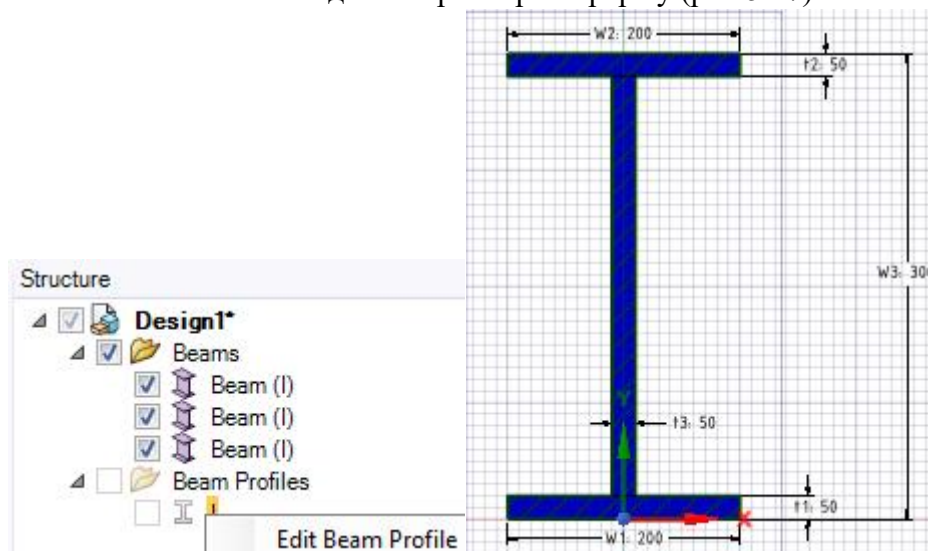 W2: 200
t2: 50
W3: 300
t3: 50
t1: 50
W1: 200
Y
X
Structure
Design1*
Beams
Beam (I)
Beam (I)
Beam (I)
Beam Profiles
I
Edit Beam Profile